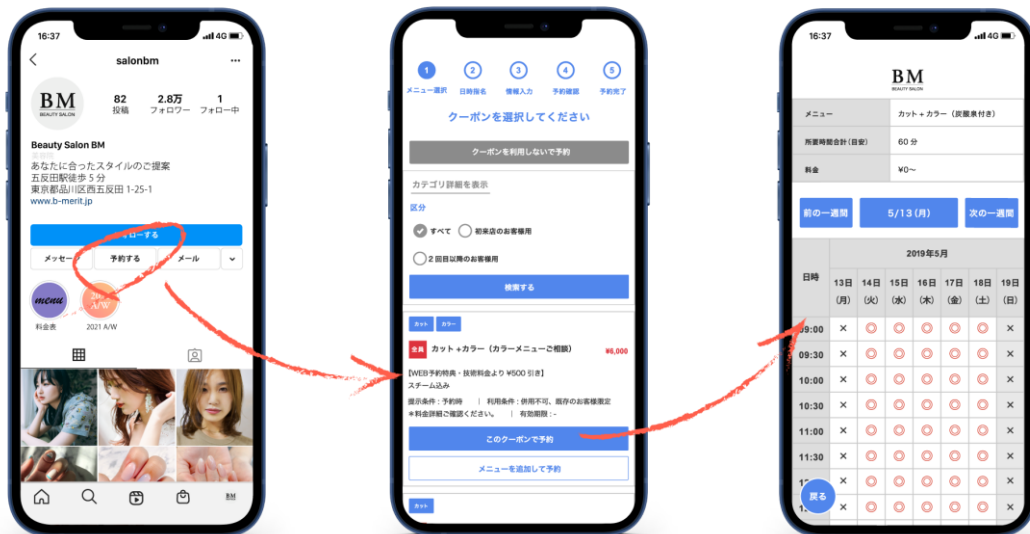 16:37
4G
salonbm
BM
BEAUTY SALON
82
投稿
2.8万
フォロワー
1
フォロー中
Beauty Salon BM
あなたに合ったスタイルのご提案
五反田駅徒歩 5 分
東京都品川区西五反田 1-25-1
www.b-merit.jp
ローする
メッセー
予約する
メール
menu
A/W
料金表
2021 A/W
BM
1
2
3
4
5
メニュー選択
日時指名
情報入力
予約確認
予約完了
クーポンを選択してください
クーポンを利用しないで予約
カテゴリ詳細を表示
区分
すべて
初来店のお客様用
2 回目以降のお客様用
検索する
カット
カラー
全員
カット +カラー（カラーメニューご相談）
¥6,000
【WEB予約特典・技術料金より ¥500 引き】
スチーム込み
提示条件 : 予約時 | 利用条件 : 併用不可、既存のお客様限定
＊料金詳細ご確認ください。 | 有効期限 : -
このクーポンで予約
メニューを追加して予約
カット
16:37
4G
BM
BEAUTY SALON
メニュー
カット + カラー（炭酸泉付き）
所要時間合計（目安）
60 分
料金
¥0～
前の一週間
5/13（月）
次の一週間
日時
2019年5月
13日 14日 15日 16日 17日 18日 19日
（月） （火） （水） （木） （金） （土） （日）
09:00 × ◎ ◎ ◎ ◎ ◎ ×
09:30 × ◎ ◎ ◎ ◎ ◎ ×
10:00 × ◎ ◎ ◎ ◎ ◎ ×
10:30 × ◎ ◎ ◎ ◎ ◎ ×
11:00 × ◎ ◎ ◎ ◎ ◎ ×
11:30 × ◎ ◎ ◎ ◎ ◎ ×
× ◎ ◎ ◎ ◎ ◎ ×
戻る
× ◎ ◎ ◎ ◎ ◎ ×